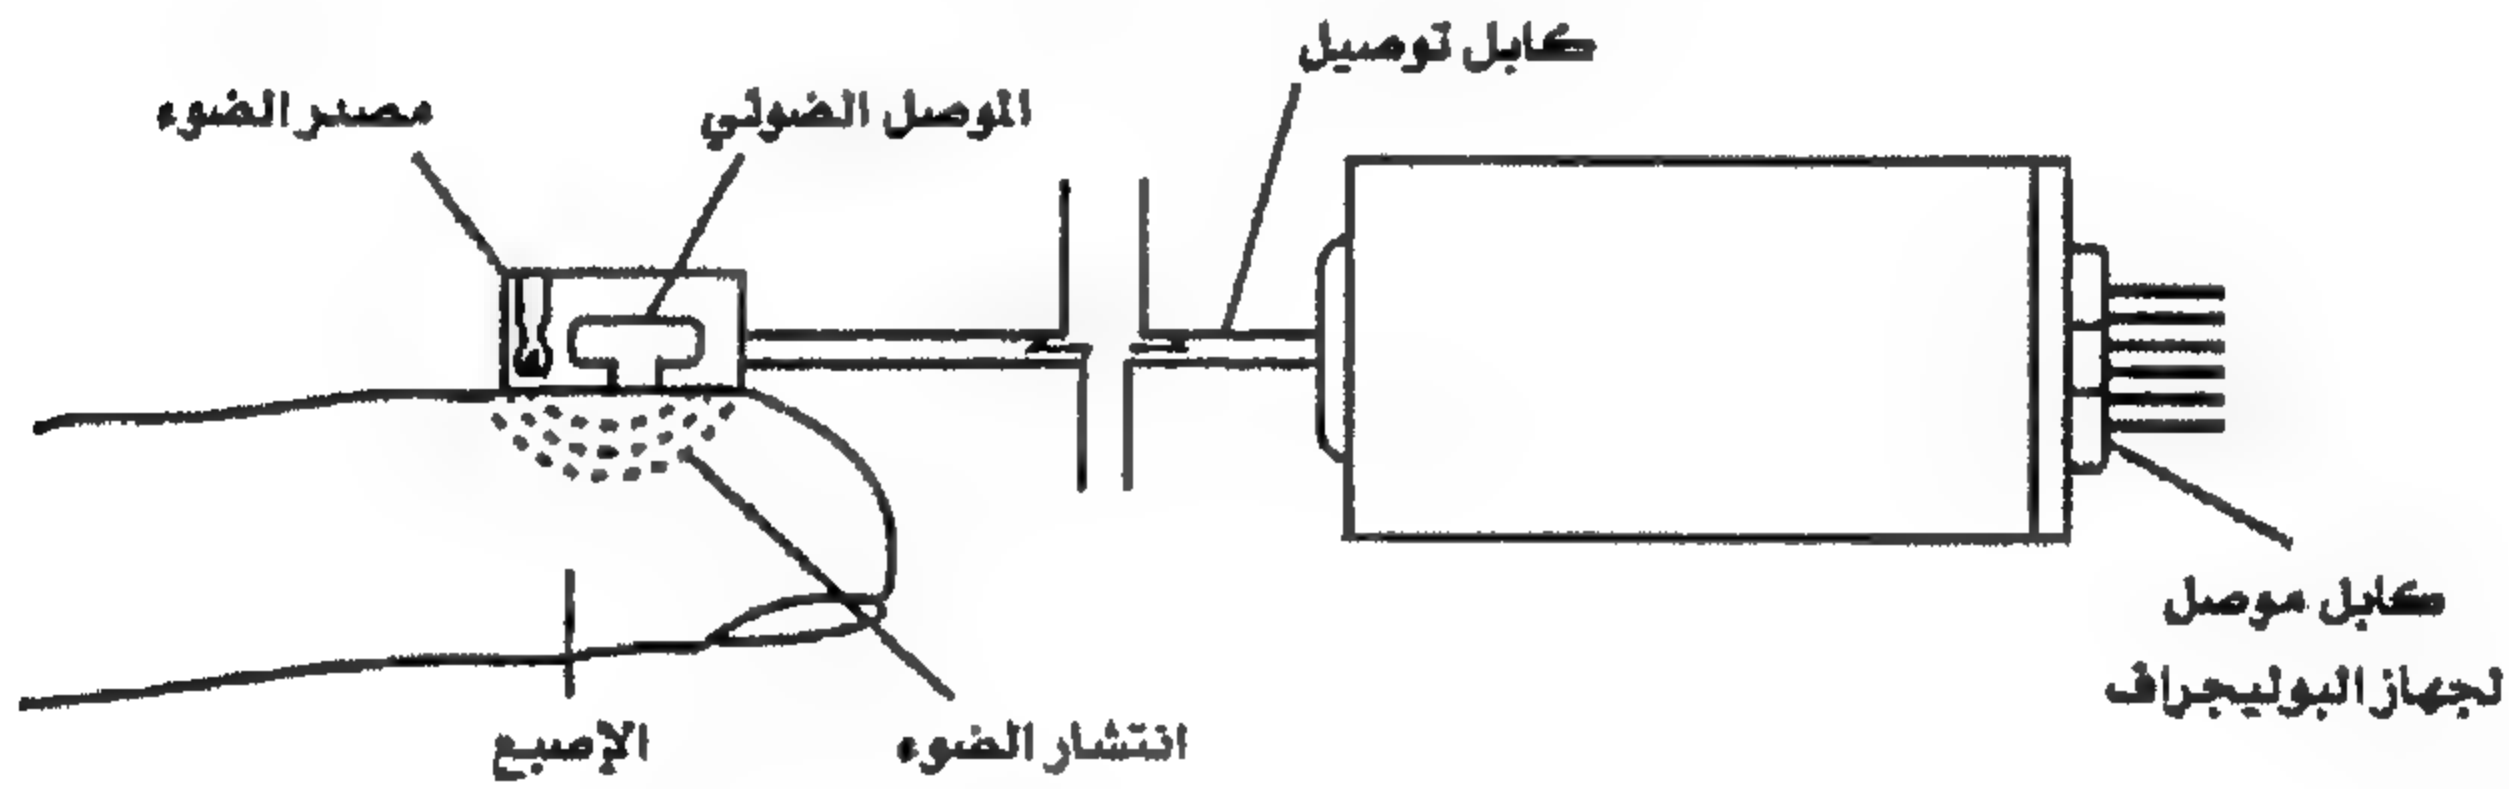 كابل توصيل
الموصل الضوئي
مصدر الضوء
كابل موصل
لجهاز البوليجراف
انتشار الضوء
الإصبع